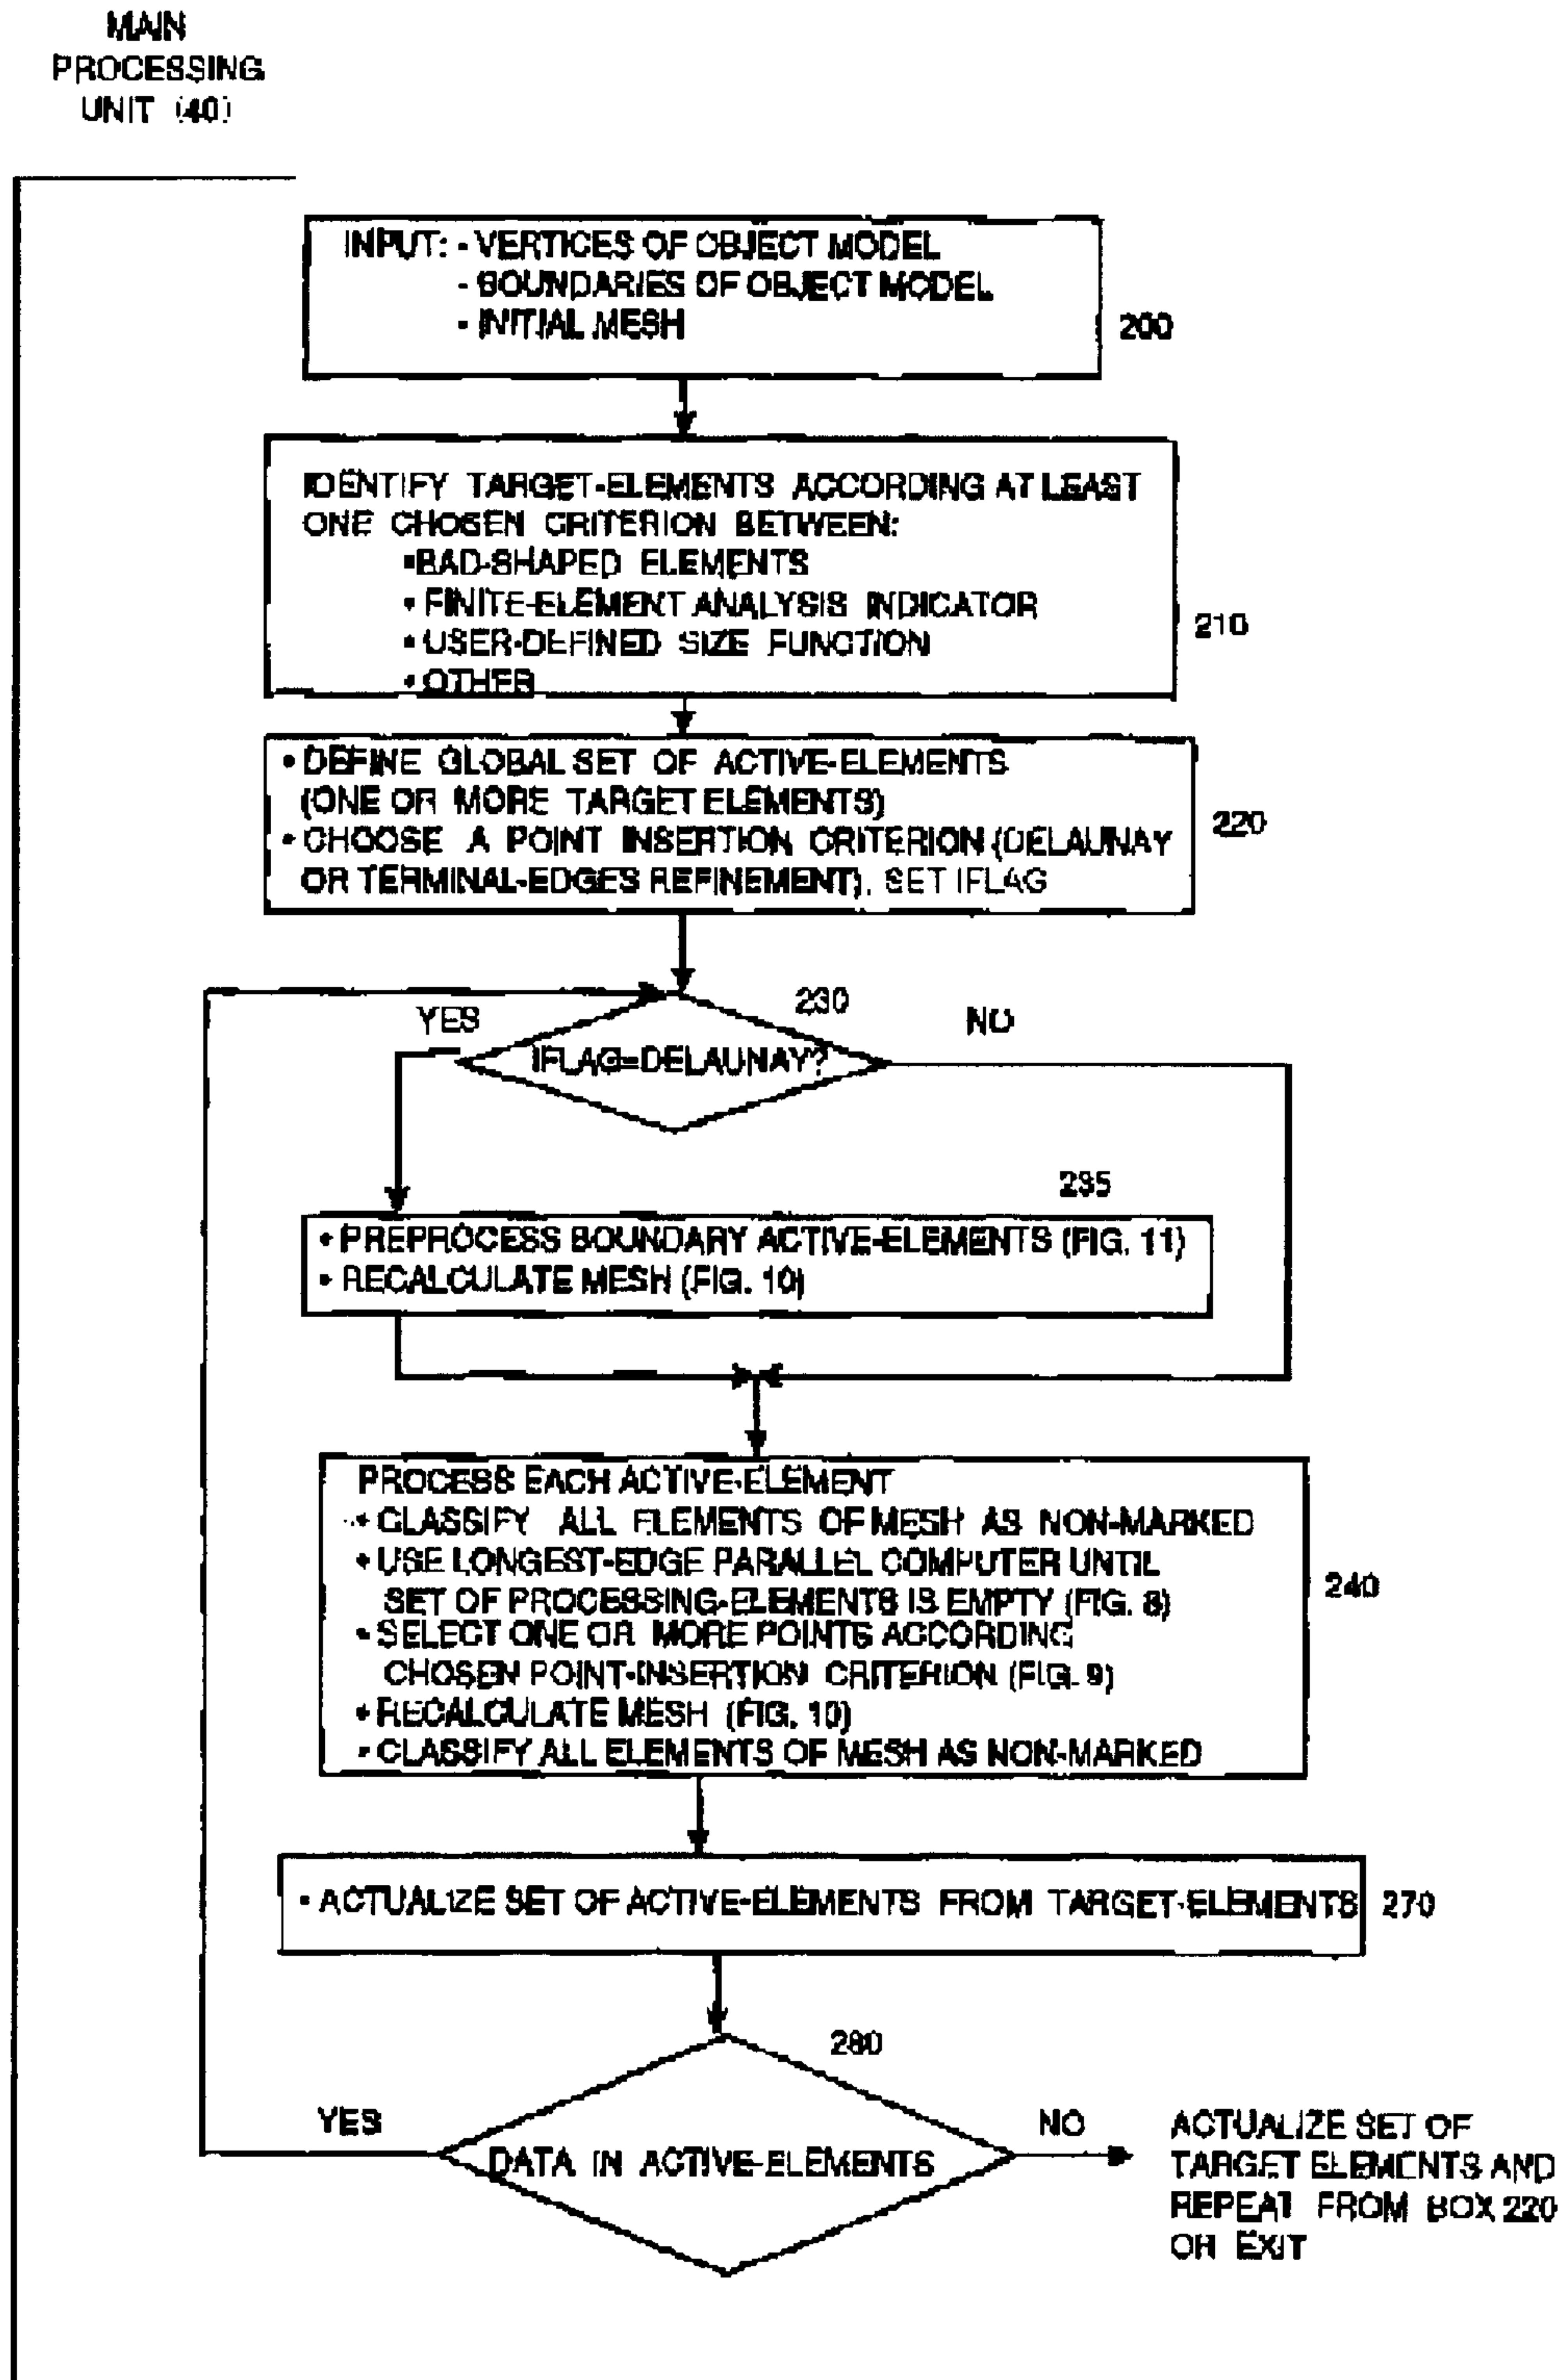 MAIN
PROCESSING
UNIT (40)
INPUT: - VERTICES OF OBJECT MODEL
- BOUNDARIES OF OBJECT MODEL
- INITIAL MESH
200
IDENTIFY TARGET-ELEMENTS ACCORDING AT LEAST
ONE CHOSEN CRITERION BETWEEN:
• BAD-SHAPED ELEMENTS
• FINITE-ELEMENT ANALYSIS INDICATOR
• USER-DEFINED SIZE FUNCTION
• OTHER
210
• DEFINE GLOBAL SET OF ACTIVE-ELEMENTS
(ONE OR MORE TARGET ELEMENTS)
• CHOOSE A POINT INSERTION CRITERION (DELAUNAY
OR TERMINAL-EDGES REFINEMENT), SET IFLAG
220
230
YES
NO
IFLAG=DELAUNAY?
235
• PREPROCESS BOUNDARY ACTIVE-ELEMENTS (FIG. 11)
• RECALCULATE MESH (FIG. 10)
PROCESS EACH ACTIVE-ELEMENT
• CLASSIFY ALL ELEMENTS OF MESH AS NON-MARKED
• USE LONGEST-EDGE PARALLEL COMPUTER UNTIL
SET OF PROCESSING-ELEMENTS IS EMPTY (FIG. 8)
• SELECT ONE OR MORE POINTS ACCORDING
CHOSEN POINT-INSERTION CRITERION (FIG. 9)
• RECALCULATE MESH (FIG. 10)
• CLASSIFY ALL ELEMENTS OF MESH AS NON-MARKED
240
• ACTUALIZE SET OF ACTIVE-ELEMENTS FROM TARGET-ELEMENTS
270
280
YES
DATA IN ACTIVE-ELEMENTS
NO
ACTUALIZE SET OF
TARGET ELEMENTS AND
REPEAT FROM BOX 220
OR EXIT